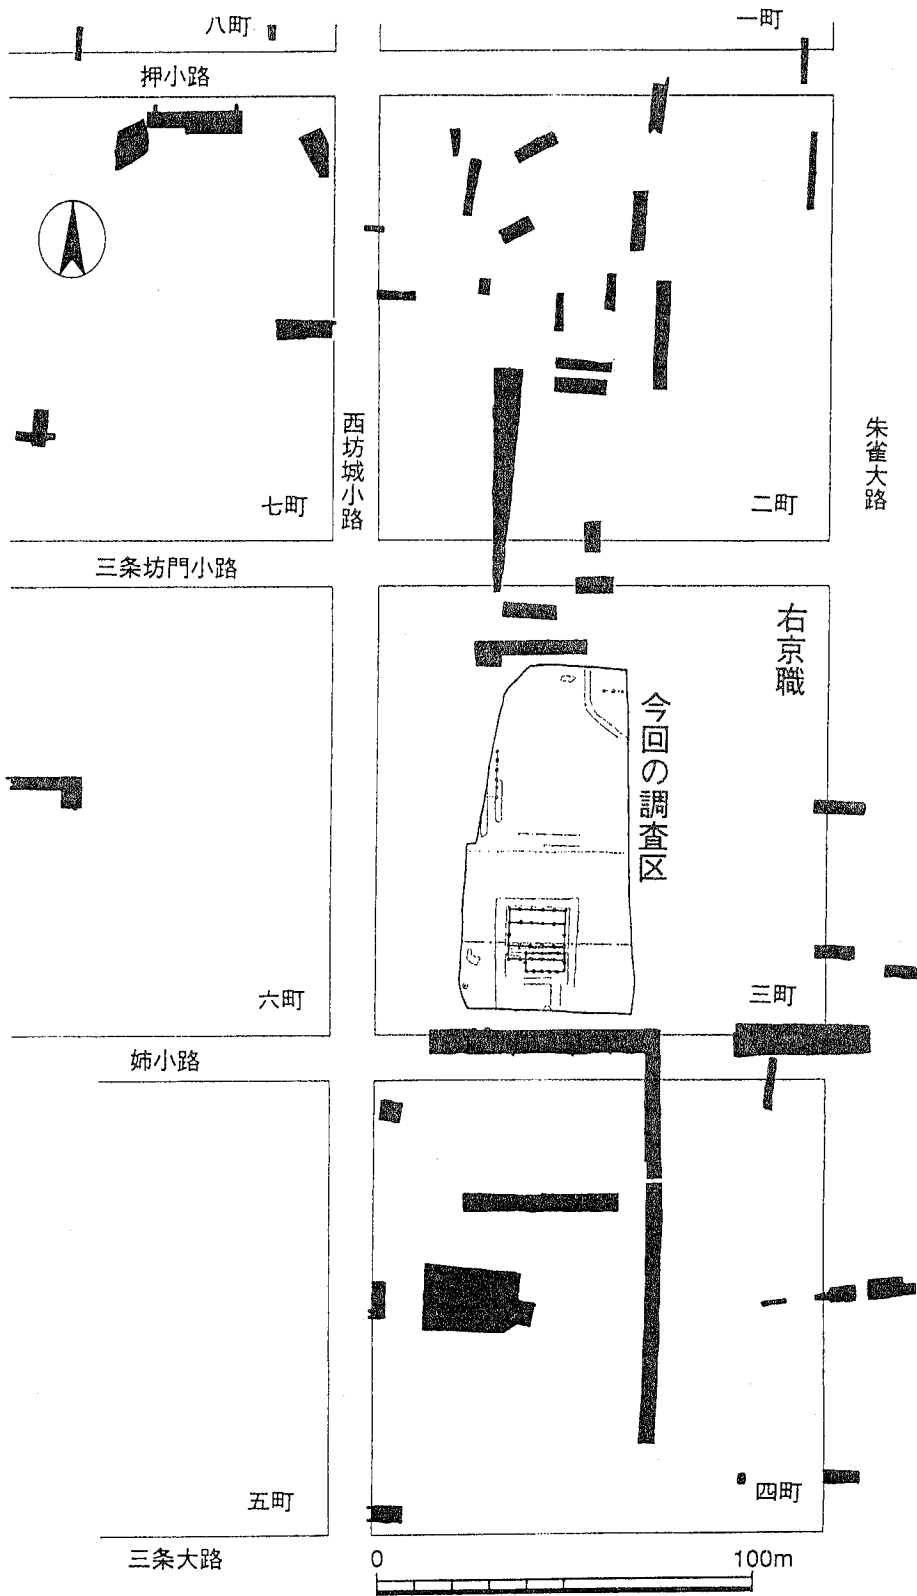 八町
一町
押小路
西坊城小路
朱雀大路
七町
二町
三条坊門小路
右京職
今回の調査区
六町
三町
姉小路
五町
四町
三条大路
0
100m